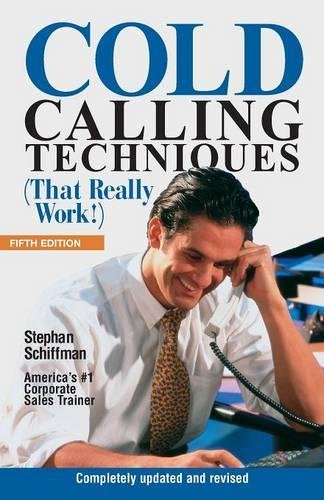 COLD
CALLING
TECHNIQUES
(That Really
Work!)
FIFTH EDITION
Stephan
Schiffman
America's #1
Corporate
Sales Trainer
Completely updated and revised